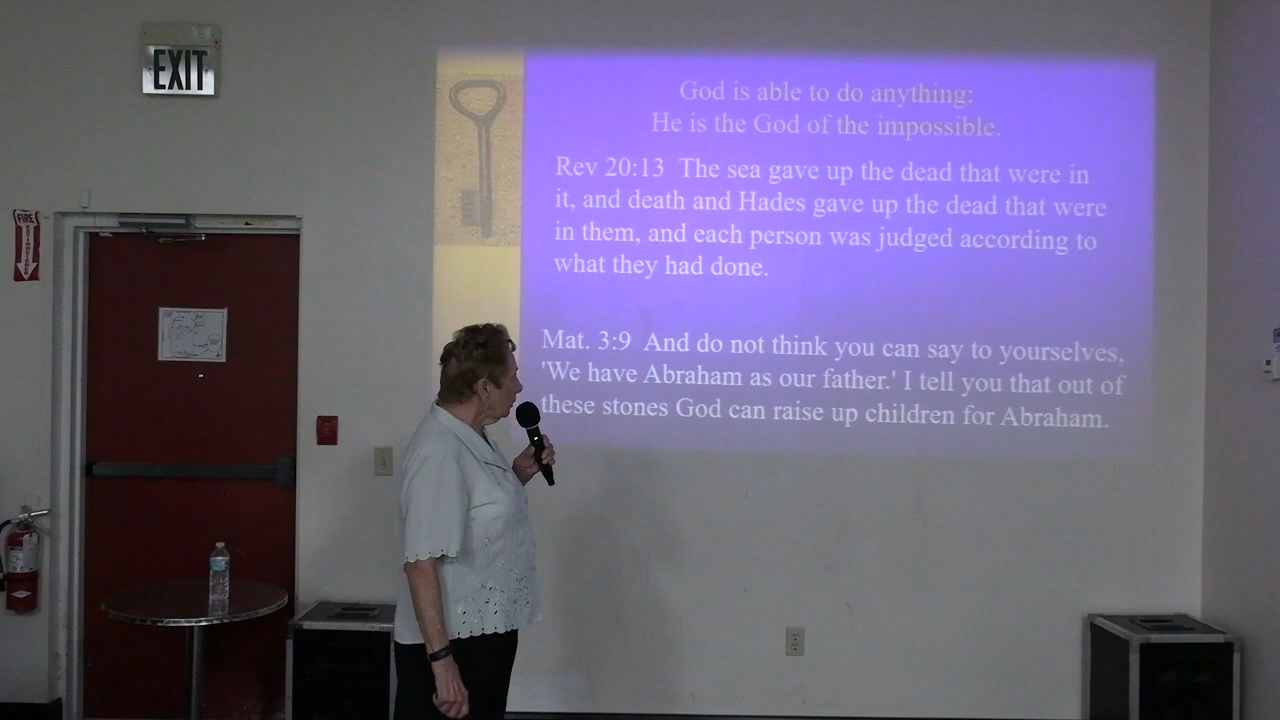 EXIT
God is able to do anything:
He is the God of the impossible.
Rev 20:13 The sea gave up the dead that were in
it, and death and Hades gave up the dead that were
in them, and each person was judged according to
what they had done.
Mat. 3:9 And do not think you can say to yourselves,
'We have Abraham as our father.' I tell you that out of
these stones God can raise up children for Abraham.
FIRE
EXTINGUISHER